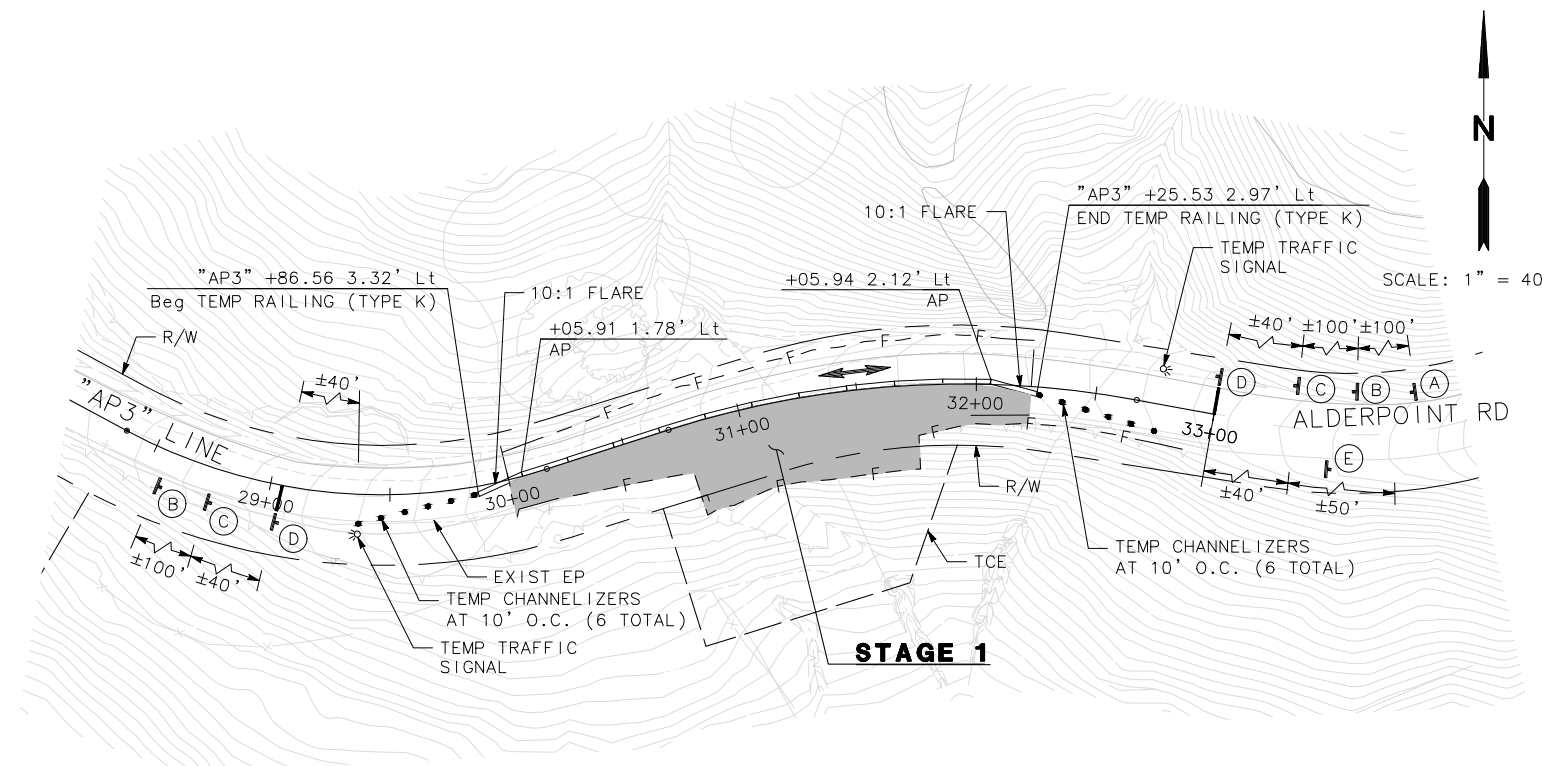 N
SCALE: 1" = 40
"AP3" +25.53 2.97' Lt
END TEMP RAILING (TYPE K)
10:1 FLARE
TEMP TRAFFIC
SIGNAL
"AP3" +86.56 3.32' Lt
Beg TEMP RAILING (TYPE K)
10:1 FLARE
+05.94 2.12' Lt
AP
+05.91 1.78' Lt
AP
R/W
±40'
±40'
±100'
±100'
F
F
F
F
F
"AP3" LINE
D
C
B
A
ALDERPOINT RD
31+00
32+00
33+00
F
F
E
29+00
30+00
F
F
F
R/W
±40'
±50'
B
C
D
±100'
±40'
TCE
TEMP CHANNELIZERS
AT 10' O.C. (6 TOTAL)
EXIST EP
TEMP CHANNELIZERS
AT 10' O.C. (6 TOTAL)
TEMP TRAFFIC
SIGNAL
STAGE 1